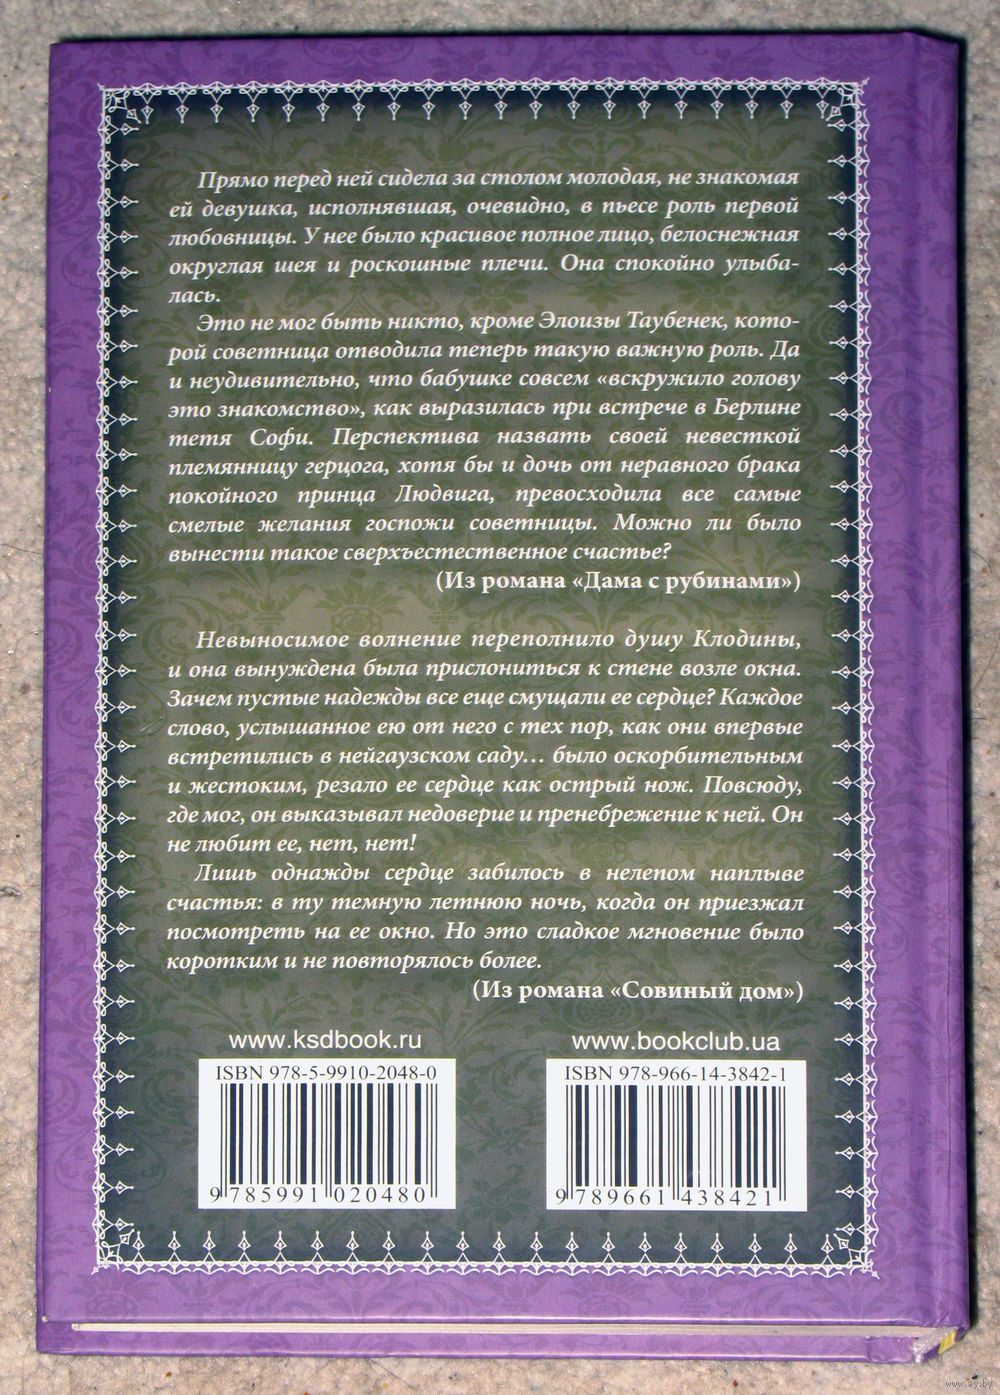 Прямо перед ней сидела за столом молодая, не знакомая
ей девушка, исполнявшая, очевидно, в пьесе роль первой
любовницы. У нее было красивое полное лицо, белоснежная
округлая шея и роскошные плечи. Она спокойно улыба-
лась.
Это не мог быть никто, кроме Элоизы Таубенек, кото-
рой советница отводила теперь такую важную роль. Да
и неудивительно, что бабушке совсем «вскружило голову
это знакомство», как выразилась при встрече в Берлине
тетя Софи. Перспектива назвать своей невесткой
племянницу герцога, хотя бы и дочь от неравного брака
покойного принца Людвига, превосходила все самые
смелые желания госпожи советницы. Можно ли было
вынести такое сверхъестественное счастье?
(Из романа «Дама с рубинами»)
Невыносимое волнение переполнило душу Клодины,
и она вынуждена была прислониться к стене возле окна.
Зачем пустые надежды все еще смущали ее сердце? Каждое
слово, услышанное ею от него с тех пор, как они впервые
встретились в нейгаузском саду… было оскорбительным
и жестоким, резало ее сердце как острый нож. Повсюду,
где мог, он выказывал недоверие и пренебрежение к ней. Он
не любит ее, нет, нет!
Лишь однажды сердце забилось в нелепом наплыве
счастья: в ту темную летнюю ночь, когда он приезжал
посмотреть на ее окно. Но это сладкое мгновение было
коротким и не повторялось более.
(Из романа «Совиный дом»)
www.ksdbook.ru
www.bookclub.ua
ISBN 978-5-9910-2048-0
ISBN 978-966-14-3842-1
9 785991 020480
9 789661 438421
www.ay.by